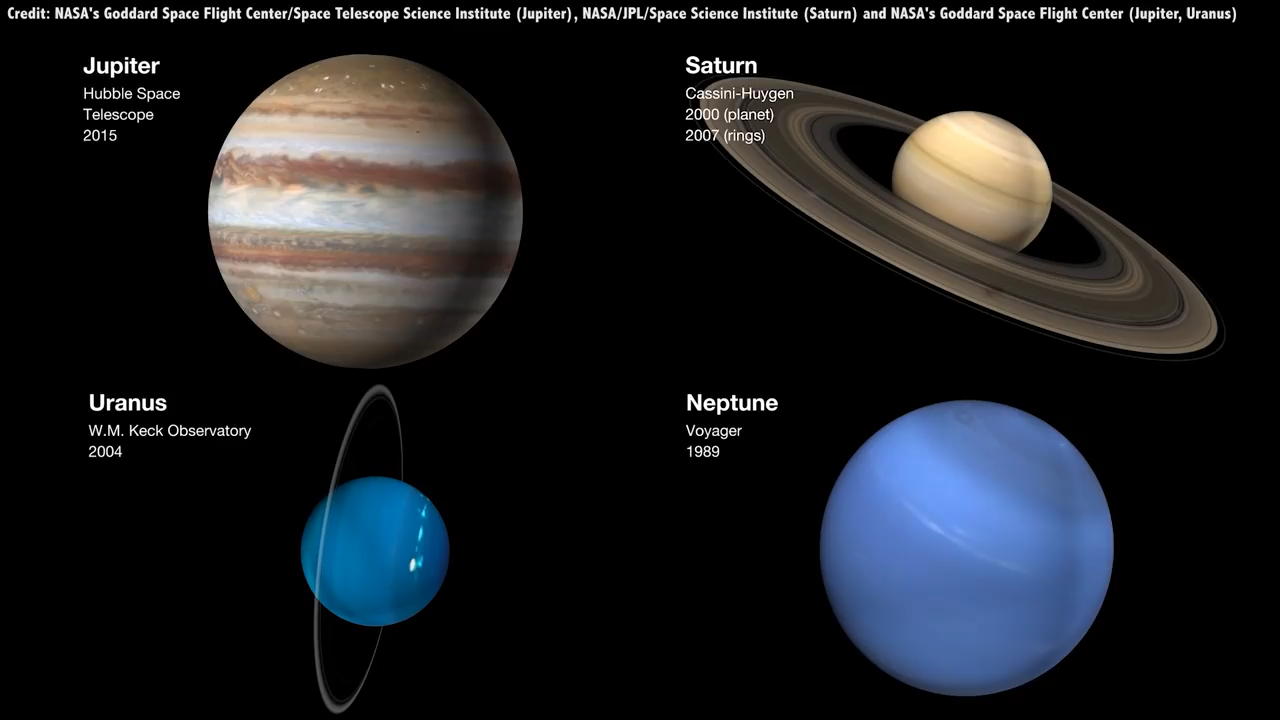 Credit: NASA's Goddard Space Flight Center/Space Telescope Science Institute (Jupiter), NASA/JPL/Space Science Institute (Saturn) and NASA's Goddard Space Flight Center (Jupiter, Uranus)
Jupiter
Hubble Space
Telescope
2015
Saturn
Cassini-Huygen
2000 (planet)
2007 (rings)
Uranus
W.M. Keck Observatory
2004
Neptune
Voyager
1989